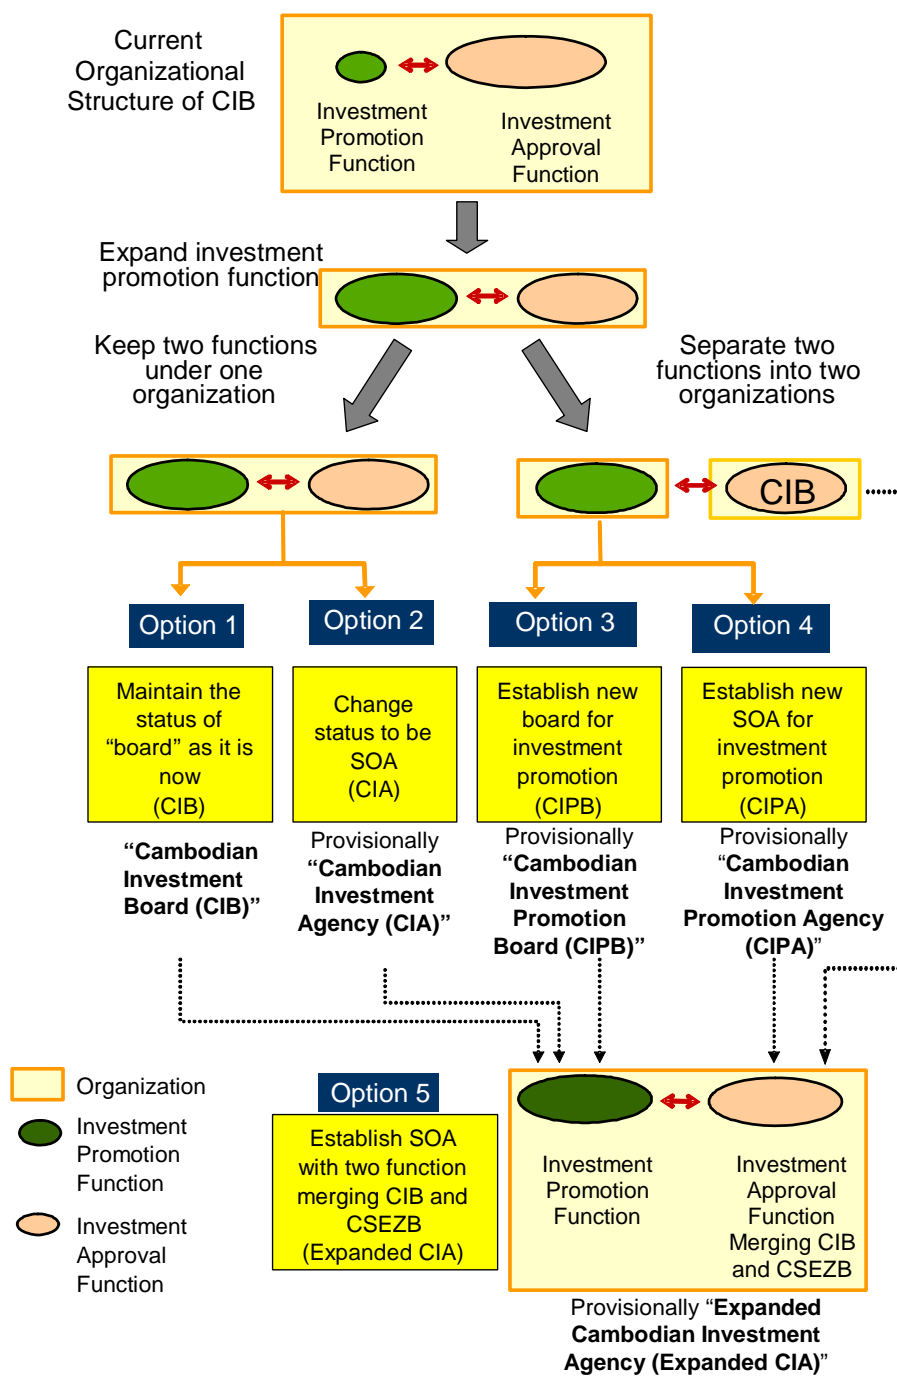 Current
Organizational
Structure of CIB
Investment
Promotion
Function
Investment
Approval
Function
Expand investment
promotion function
Keep two functions
under one
organization
Separate two
functions into two
organizations
CIB
Option 1
Option 2
Option 3
Option 4
Maintain the
status of
“board” as it is
now
(CIB)
Change
status to be
SOA
(CIA)
Establish new
board for
investment
promotion
(CIPB)
Establish new
SOA for
investment
promotion
(CIPA)
“Cambodian
Investment
Board (CIB)”
Provisionally
“Cambodian
Investment
Agency (CIA)”
Provisionally
“Cambodian
Investment
Promotion
Board (CIPB)”
Provisionally
“Cambodian
Investment
Promotion Agency
(CIPA)”
Organization
Investment
Promotion
Function
Investment
Approval
Function
Option 5
Establish SOA
with two function
merging CIB and
CSEZB
(Expanded CIA)
Investment
Promotion
Function
Investment
Approval
Function
Merging CIB
and CSEZB
Provisionally “Expanded
Cambodian Investment
Agency (Expanded CIA)”